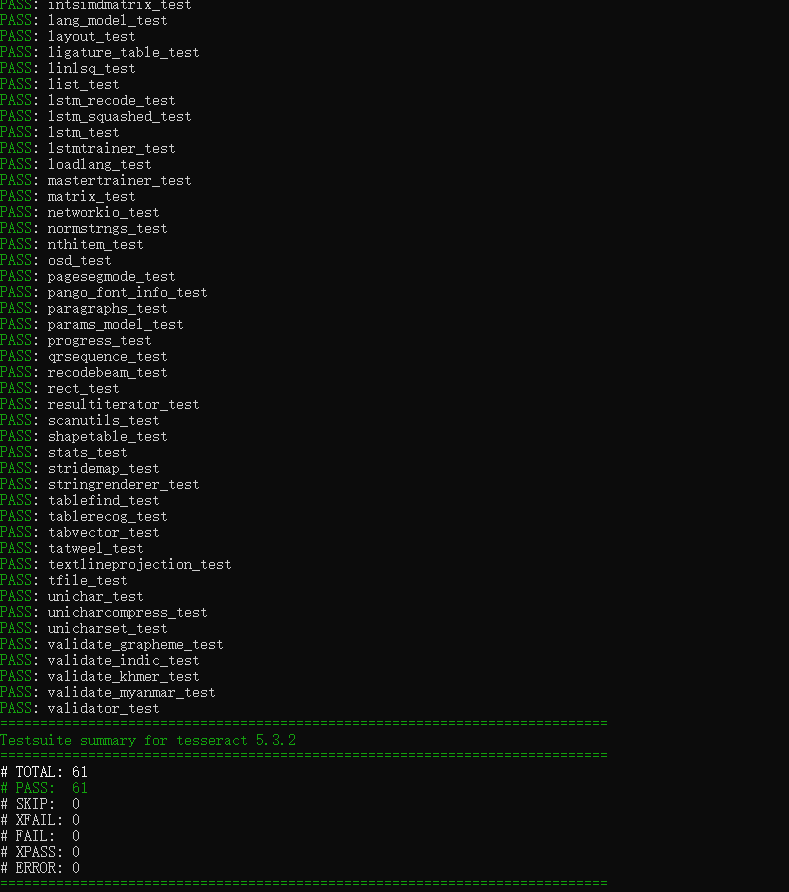 PASS: intsimdmatrix_test
PASS: lang_model_test
PASS: layout_test
PASS: ligature_table_test
PASS: linlsq_test
PASS: list_test
PASS: lstm_recode_test
PASS: lstm_squashed_test
PASS: lstm_test
PASS: lstmtrainer_test
PASS: loadlang_test
PASS: mastertrainer_test
PASS: matrix_test
PASS: networkio_test
PASS: normstrngs_test
PASS: nthitem_test
PASS: osd_test
PASS: pagesegmode_test
PASS: pango_font_info_test
PASS: paragraphs_test
PASS: params_model_test
PASS: progress_test
PASS: qrsequence_test
PASS: recodebeam_test
PASS: rect_test
PASS: resultiterator_test
PASS: scanutils_test
PASS: shapetable_test
PASS: stats_test
PASS: stridemap_test
PASS: stringrenderer_test
PASS: tablefind_test
PASS: tablerecog_test
PASS: tabvector_test
PASS: tatweel_test
PASS: textlineprojection_test
PASS: tfile_test
PASS: unichar_test
PASS: unicharcompress_test
PASS: unicharset_test
PASS: validate_grapheme_test
PASS: validate_indic_test
PASS: validate_khmer_test
PASS: validate_myanmar_test
PASS: validator_test
============================================================================
Testsuite summary for tesseract 5.3.2
============================================================================
# TOTAL: 61
# PASS:  61
# SKIP:  0
# XFAIL: 0
# FAIL:  0
# XPASS: 0
# ERROR: 0
============================================================================